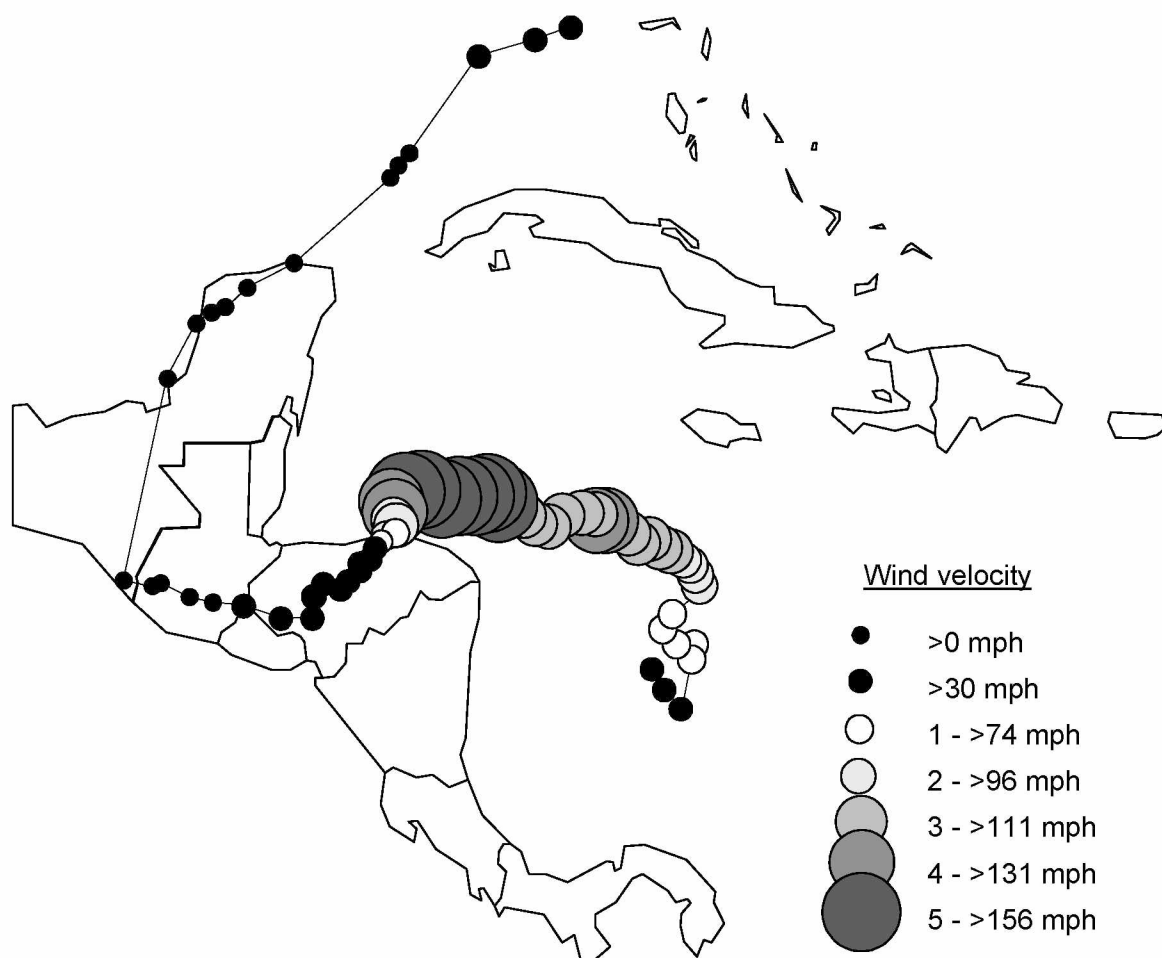 Wind velocity
>0 mph
>30 mph
1 - >74 mph
2 - >96 mph
3 - >111 mph
4 - >131 mph
5 - >156 mph